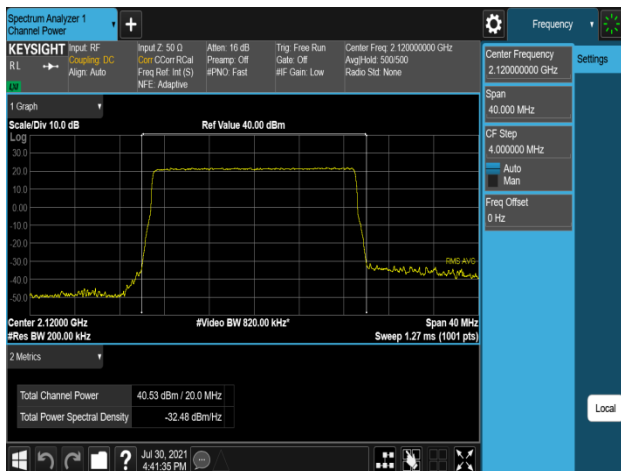 Spectrum Analyzer 1
Channel Power
+
Frequency
KEYSIGHT
RL
LXI
Input: RF
Coupling: DC
Align: Auto
Input Z: 50 Ω
Corr CCorr RCal
Freq Ref: Int (S)
NFE: Adaptive
Atten: 16 dB
Preamp: Off
#PNO: Fast
Trig: Free Run
Gate: Off
#IF Gain: Low
Center Freq: 2.120000000 GHz
Avg|Hold: 500/500
Radio Std: None
Center Frequency
2.120000000 GHz
Settings
Span
40.000 MHz
CF Step
4.000000 MHz
Auto
Man
Freq Offset
0 Hz
1 Graph
Scale/Div 10.0 dB
Ref Value 40.00 dBm
Log
30.0
20.0
10.0
0.00
-10.0
-20.0
-30.0
-40.0
-50.0
RMS AVG
Center 2.12000 GHz
#Video BW 820.00 kHz*
Span 40 MHz
#Res BW 200.00 kHz
Sweep 1.27 ms (1001 pts)
2 Metrics
Total Channel Power
40.53 dBm / 20.0 MHz
Total Power Spectral Density
-32.48 dBm/Hz
Local
?
Jul 30, 2021
4:41:35 PM